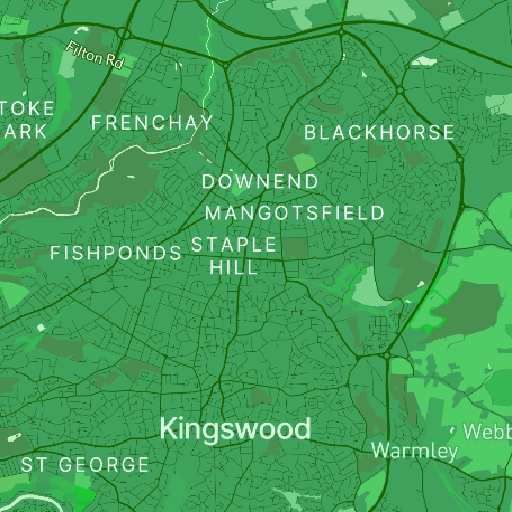 Filton Rd
TOKE
ARK
FRENCHAY
BLACKHORSE
DOWNEND
MANGOTSFIELD
FISHPONDS
STAPLE
HILL
Kingswood
Webb
Warmley
ST GEORGE